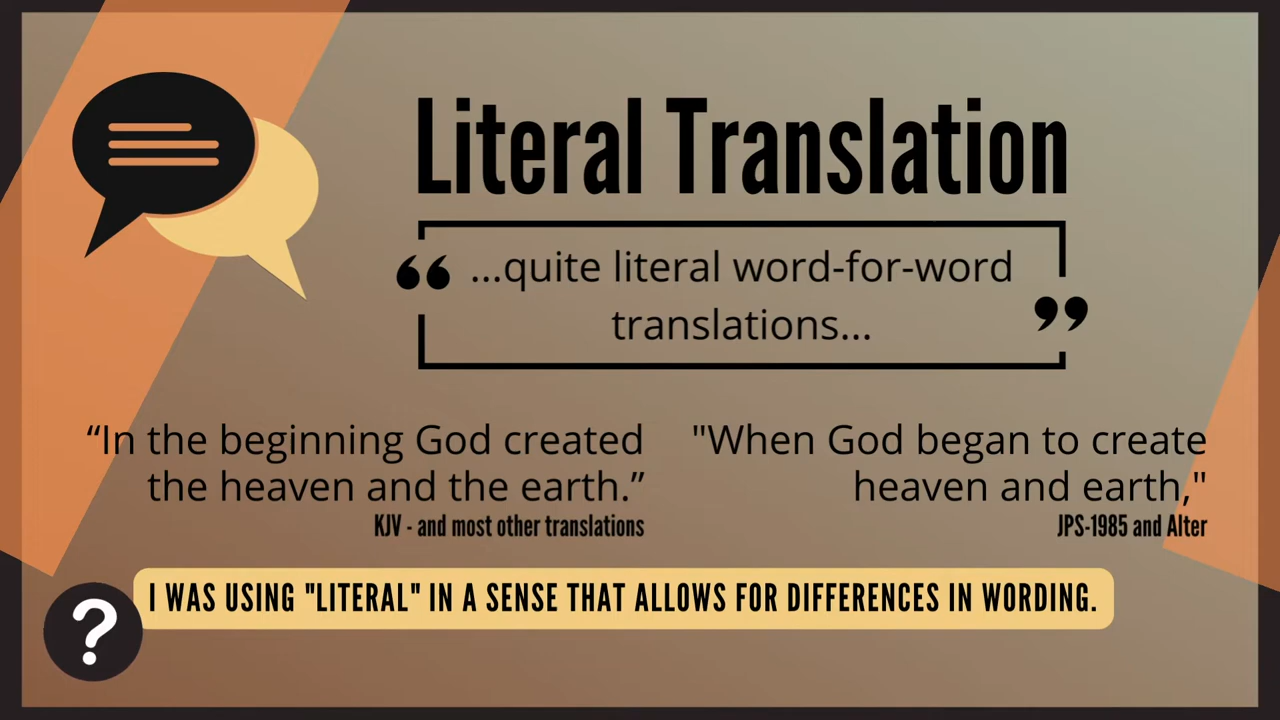 Literal Translation
“ ...quite literal word-for-word
translations... ”
“In the beginning God created
the heaven and the earth.”
KJV - and most other translations
"When God began to create
heaven and earth,"
JPS-1985 and Alter
? I WAS USING "LITERAL" IN A SENSE THAT ALLOWS FOR DIFFERENCES IN WORDING.